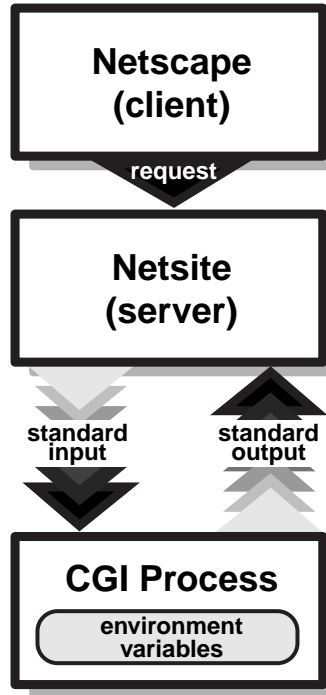 Netscape
(client)
request
Netsite
(server)
standard
input
standard
output
CGI Process
environment
variables